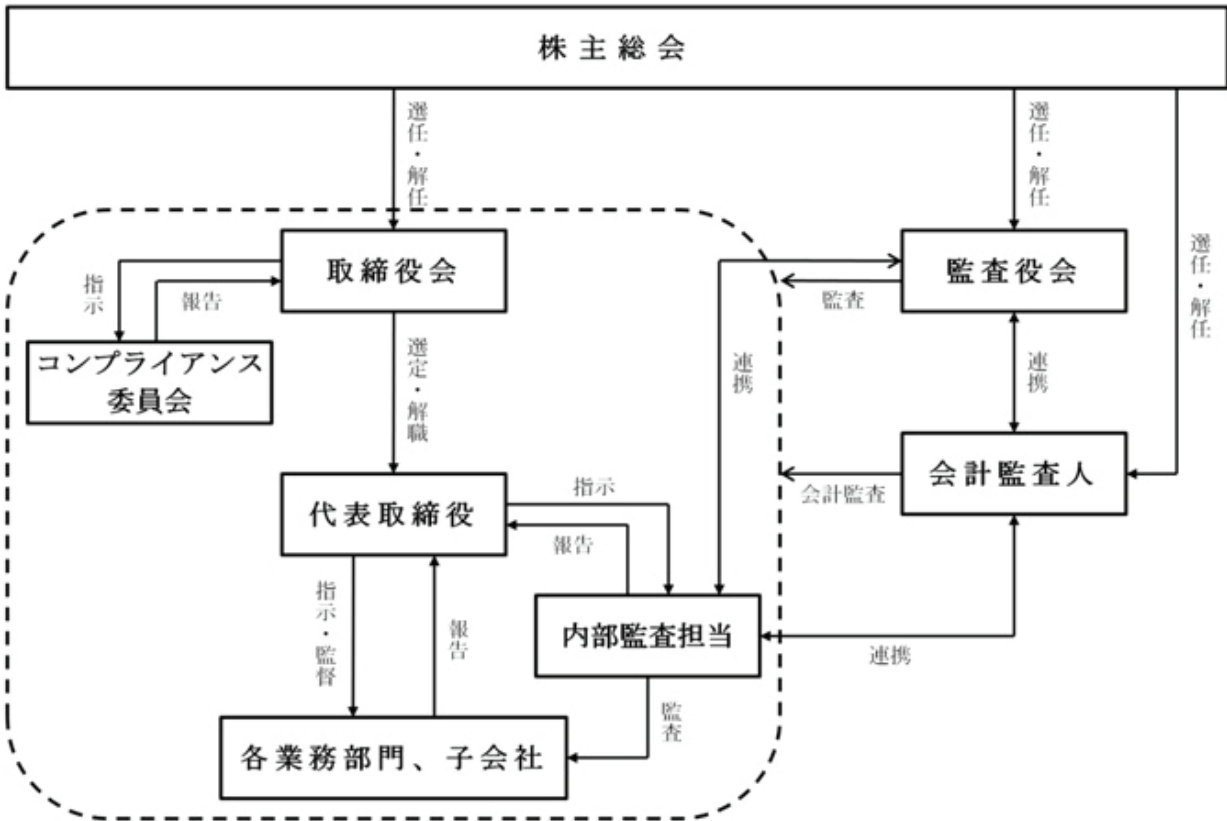 株主総会
選任・解任
選任・解任
選任・解任
取締役会
監査役会
指示
報告
監査
コンプライアンス
委員会
選定・解職
連携
連携
代表取締役
指示
報告
会計監査人
会計監査
指示・監督
報告
内部監査担当
連携
監査
各業務部門、子会社